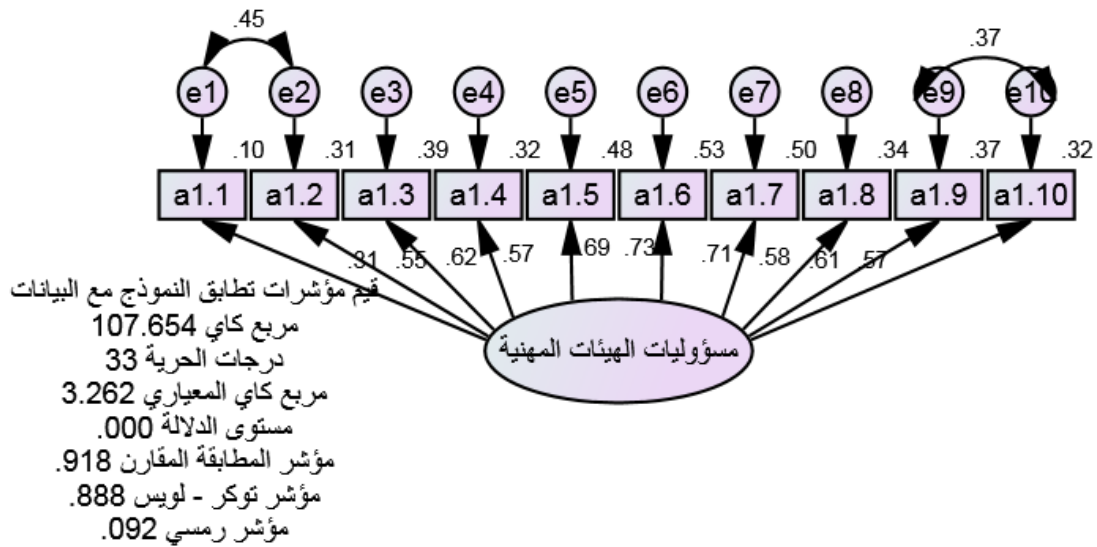 .45
.37
e1 e2 e3 e4 e5 e6 e7 e8 e9 e10
.10 .31 .39 .32 .48 .53 .50 .34 .37 .32
a1.1 a1.2 a1.3 a1.4 a1.5 a1.6 a1.7 a1.8 a1.9 a1.10
.31 .55 .62 .57 .69 .73 .71 .58 .61 .57
مسؤوليات الهيئات المهنية
قيم مؤشرات تطابق النموذج مع البيانات
مربع كاي 107.654
درجات الحرية 33
مربع كاي المعياري 3.262
مستوى الدلالة 000.
مؤشر المطابقة المقارن 918.
مؤشر توكر - لويس 888.
مؤشر رمسي 092.